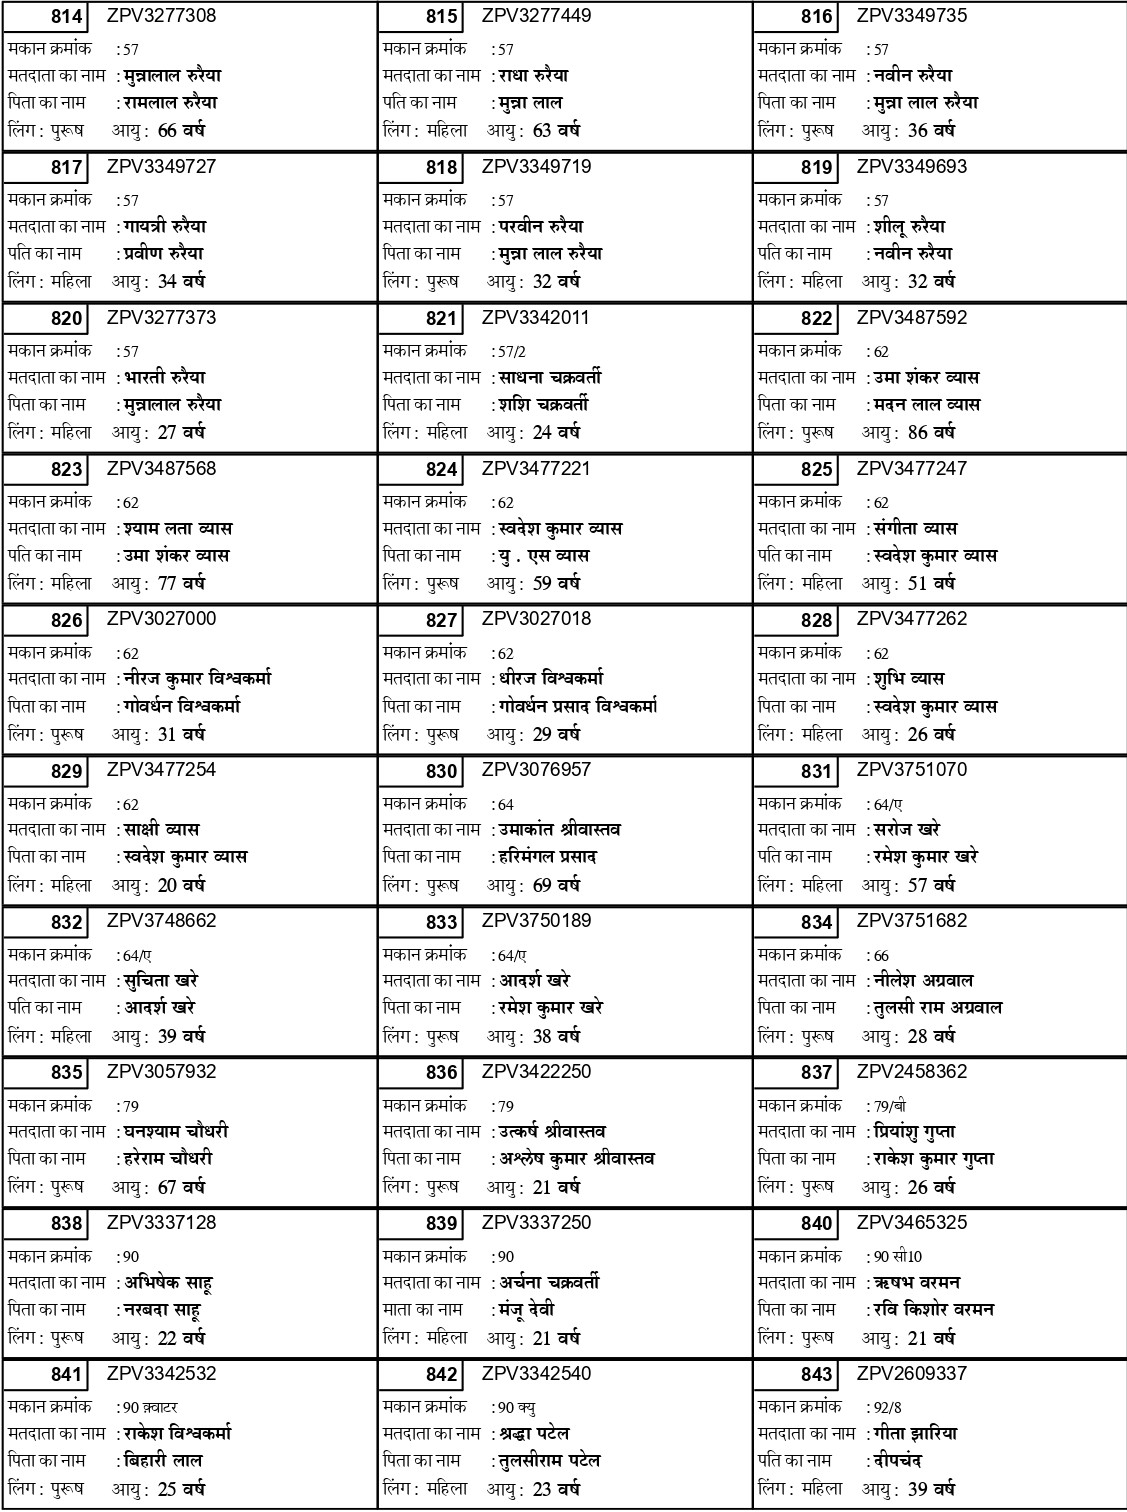 814 ZPV3277308
मकान क्रमांक :57
मतदाता का नाम : मुन्नालाल रुरैया
पिता का नाम : रामलाल रुरैया
लिंग : पुरूष आयु : 66 वर्ष
815 ZPV3277449
मकान क्रमांक :57
मतदाता का नाम : राधा रुरैया
पति का नाम : मुन्ना लाल
लिंग : महिला आयु : 63 वर्ष
816 ZPV3349735
मकान क्रमांक :57
मतदाता का नाम : नवीन रुरैया
पिता का नाम : मुन्ना लाल रुरैया
लिंग : पुरूष आयु : 36 वर्ष
817 ZPV3349727
मकान क्रमांक :57
मतदाता का नाम : गायत्री रुरैया
पति का नाम : प्रवीण रुरैया
लिंग : महिला आयु : 34 वर्ष
818 ZPV3349719
मकान क्रमांक :57
मतदाता का नाम : परवीन रुरैया
पिता का नाम : मुन्ना लाल रुरैया
लिंग : पुरूष आयु : 32 वर्ष
819 ZPV3349693
मकान क्रमांक :57
मतदाता का नाम : शीलू रुरैया
पति का नाम : नवीन रुरैया
लिंग : महिला आयु : 32 वर्ष
820 ZPV3277373
मकान क्रमांक :57
मतदाता का नाम : भारती रुरैया
पिता का नाम : मुन्नालाल रुरैया
लिंग : महिला आयु : 27 वर्ष
821 ZPV3342011
मकान क्रमांक :57/2
मतदाता का नाम : साधना चक्रवर्ती
पिता का नाम : शशि चक्रवर्ती
लिंग : महिला आयु : 24 वर्ष
822 ZPV3487592
मकान क्रमांक :62
मतदाता का नाम : उमा शंकर व्यास
पिता का नाम : मदन लाल व्यास
लिंग : पुरूष आयु : 86 वर्ष
823 ZPV3487568
मकान क्रमांक :62
मतदाता का नाम : श्याम लता व्यास
पति का नाम : उमा शंकर व्यास
लिंग : महिला आयु : 77 वर्ष
824 ZPV3477221
मकान क्रमांक :62
मतदाता का नाम : स्वदेश कुमार व्यास
पिता का नाम : यु . एस व्यास
लिंग : पुरूष आयु : 59 वर्ष
825 ZPV3477247
मकान क्रमांक :62
मतदाता का नाम : संगीता व्यास
पति का नाम : स्वदेश कुमार व्यास
लिंग : महिला आयु : 51 वर्ष
826 ZPV3027000
मकान क्रमांक :62
मतदाता का नाम : नीरज कुमार विश्वकर्मा
पिता का नाम : गोवर्धन विश्वकर्मा
लिंग : पुरूष आयु : 31 वर्ष
827 ZPV3027018
मकान क्रमांक :62
मतदाता का नाम : धीरज विश्वकर्मा
पिता का नाम : गोवर्धन प्रसाद विश्वकर्मा
लिंग : पुरूष आयु : 29 वर्ष
828 ZPV3477262
मकान क्रमांक :62
मतदाता का नाम : शुभि व्यास
पिता का नाम : स्वदेश कुमार व्यास
लिंग : महिला आयु : 26 वर्ष
829 ZPV3477254
मकान क्रमांक :62
मतदाता का नाम : साक्षी व्यास
पिता का नाम : स्वदेश कुमार व्यास
लिंग : महिला आयु : 20 वर्ष
830 ZPV3076957
मकान क्रमांक :64
मतदाता का नाम : उमाकांत श्रीवास्तव
पिता का नाम : हरिमंगल प्रसाद
लिंग : पुरूष आयु : 69 वर्ष
831 ZPV3751070
मकान क्रमांक :64/ए
मतदाता का नाम : सरोज खरे
पति का नाम : रमेश कुमार खरे
लिंग : महिला आयु : 57 वर्ष
832 ZPV3748662
मकान क्रमांक :64/ए
मतदाता का नाम : सुचिता खरे
पति का नाम : आदर्श खरे
लिंग : महिला आयु : 39 वर्ष
833 ZPV3750189
मकान क्रमांक :64/ए
मतदाता का नाम : आदर्श खरे
पिता का नाम : रमेश कुमार खरे
लिंग : पुरूष आयु : 38 वर्ष
834 ZPV3751682
मकान क्रमांक :66
मतदाता का नाम : नीलेश अग्रवाल
पिता का नाम : तुलसी राम अग्रवाल
लिंग : पुरूष आयु : 28 वर्ष
835 ZPV3057932
मकान क्रमांक :79
मतदाता का नाम : घनश्याम चौधरी
पिता का नाम : हरेराम चौधरी
लिंग : पुरूष आयु : 67 वर्ष
836 ZPV3422250
मकान क्रमांक :79
मतदाता का नाम : उत्कर्ष श्रीवास्तव
पिता का नाम : अश्लेष कुमार श्रीवास्तव
लिंग : पुरूष आयु : 21 वर्ष
837 ZPV2458362
मकान क्रमांक :79/बी
मतदाता का नाम : प्रियांशु गुप्ता
पिता का नाम : राकेश कुमार गुप्ता
लिंग : पुरूष आयु : 26 वर्ष
838 ZPV3337128
मकान क्रमांक :90
मतदाता का नाम : अभिषेक साहू
पिता का नाम : नरबदा साहू
लिंग : पुरूष आयु : 22 वर्ष
839 ZPV3337250
मकान क्रमांक :90
मतदाता का नाम : अर्चना चक्रवर्ती
माता का नाम : मंजू देवी
लिंग : महिला आयु : 21 वर्ष
840 ZPV3465325
मकान क्रमांक :90 सी10
मतदाता का नाम : ऋषभ वरमन
पिता का नाम : रवि किशोर वरमन
लिंग : पुरूष आयु : 21 वर्ष
841 ZPV3342532
मकान क्रमांक :90 क़्वाटर
मतदाता का नाम : राकेश विश्वकर्मा
पिता का नाम : बिहारी लाल
लिंग : पुरूष आयु : 25 वर्ष
842 ZPV3342540
मकान क्रमांक :90 क्यु
मतदाता का नाम : श्रद्धा पटेल
पिता का नाम : तुलसीराम पटेल
लिंग : महिला आयु : 23 वर्ष
843 ZPV2609337
मकान क्रमांक :92/8
मतदाता का नाम : गीता झारिया
पति का नाम : दीपचंद
लिंग : महिला आयु : 39 वर्ष